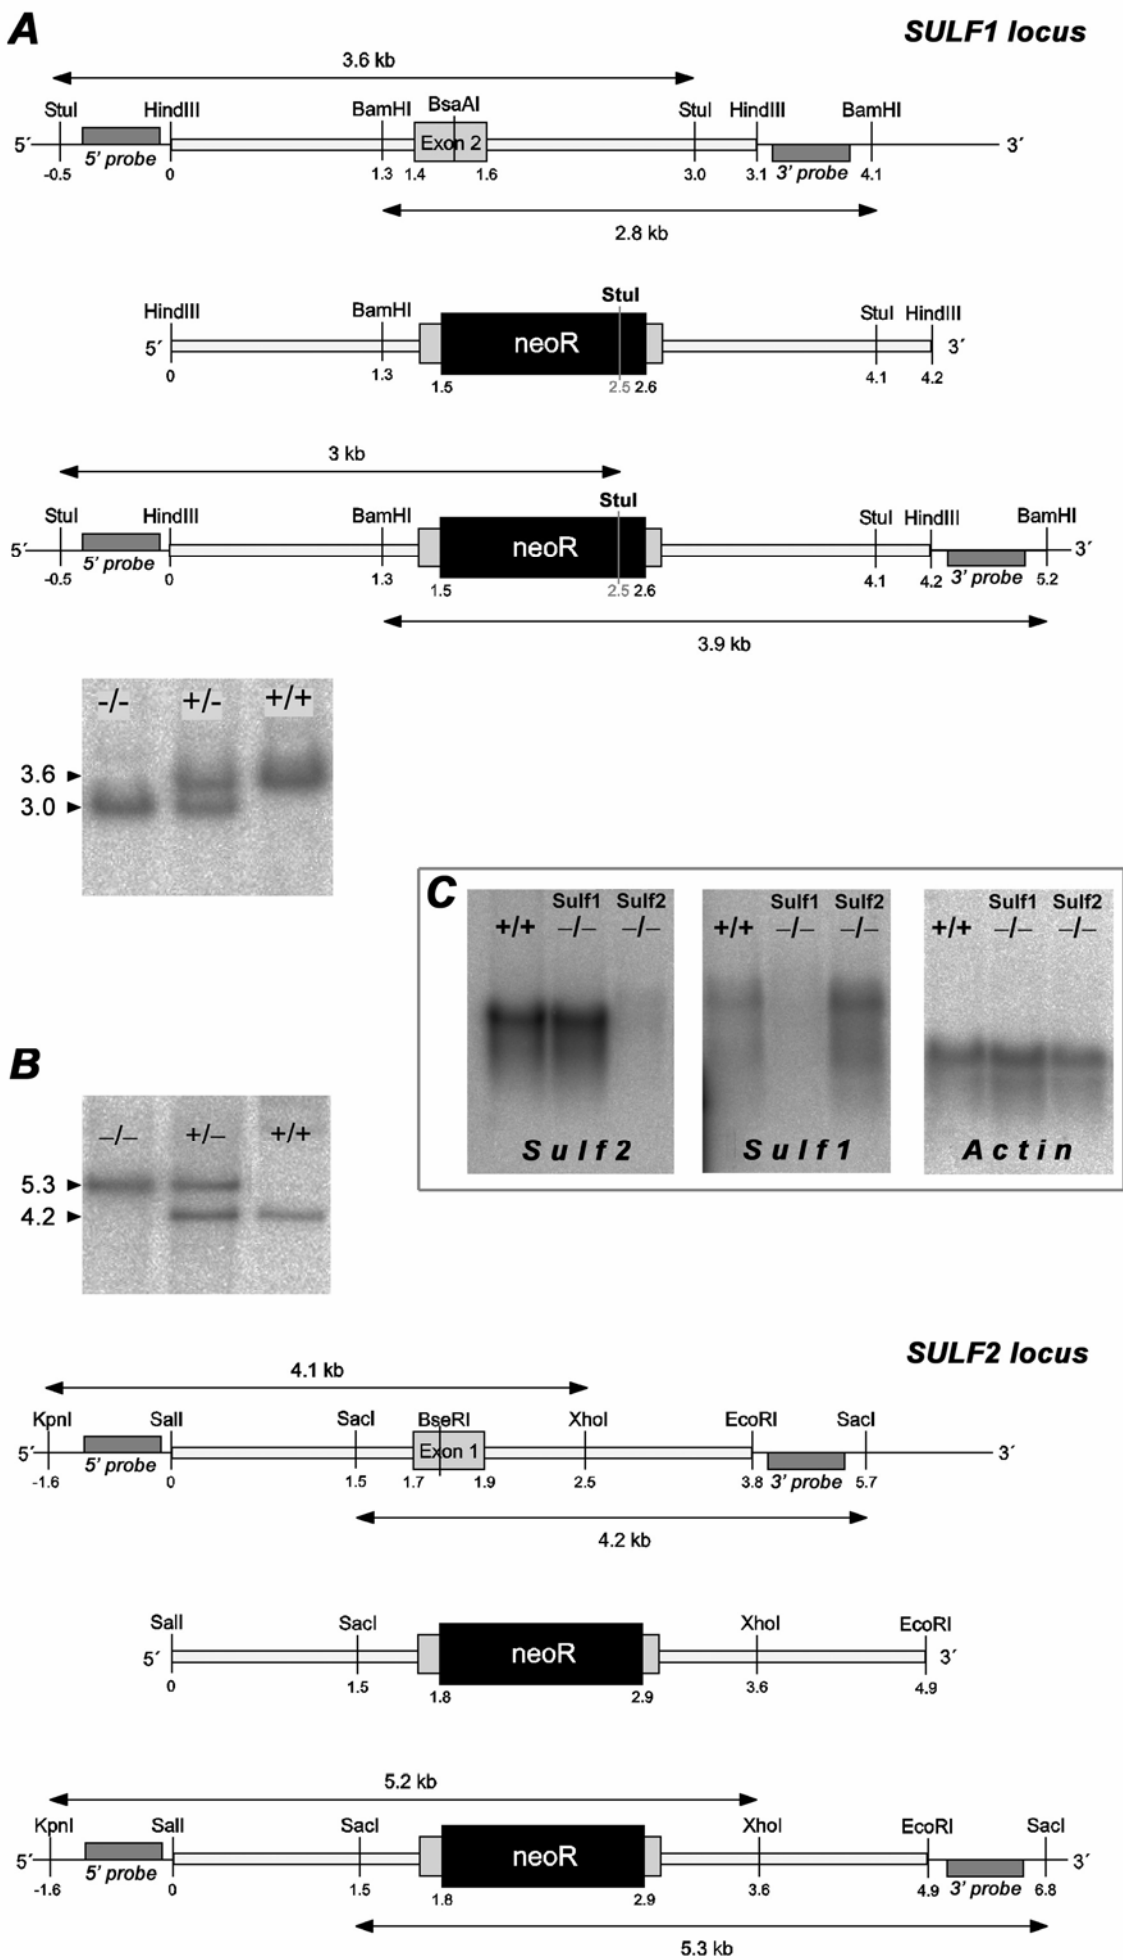 A
SULF1 locus
3.6 kb
StuI HindIII BamHI BsaAI StuI HindIII BamHI
5′ 5' probe Exon 2 3' probe 3′
-0.5 0 1.3 1.4 1.6 3.0 3.1 4.1
2.8 kb
HindIII BamHI StuI StuI HindIII
5′ neoR 3′
0 1.3 1.5 2.5 2.6 4.1 4.2
3 kb
StuI HindIII BamHI StuI StuI HindIII BamHI
5′ 5' probe neoR 3' probe 3′
-0.5 0 1.3 1.5 2.5 2.6 4.1 4.2 5.2
3.9 kb
-/- +/- +/+
3.6
3.0
C
Sulf1 Sulf2
+/+ –/– –/–
Sulf2
Sulf1 Sulf2
+/+ –/– –/–
Sulf1
Sulf1 Sulf2
+/+ –/– –/–
Actin
B
–/– +/– +/+
5.3
4.2
SULF2 locus
4.1 kb
KpnI SalI SacI BseRI XhoI EcoRI SacI
5′ 5' probe Exon 1 3' probe 3′
-1.6 0 1.5 1.7 1.9 2.5 3.8 5.7
4.2 kb
SalI SacI XhoI EcoRI
5′ neoR 3′
0 1.5 1.8 2.9 3.6 4.9
5.2 kb
KpnI SalI SacI XhoI EcoRI SacI
5′ 5' probe neoR 3' probe 3′
-1.6 0 1.5 1.8 2.9 3.6 4.9 6.8
5.3 kb